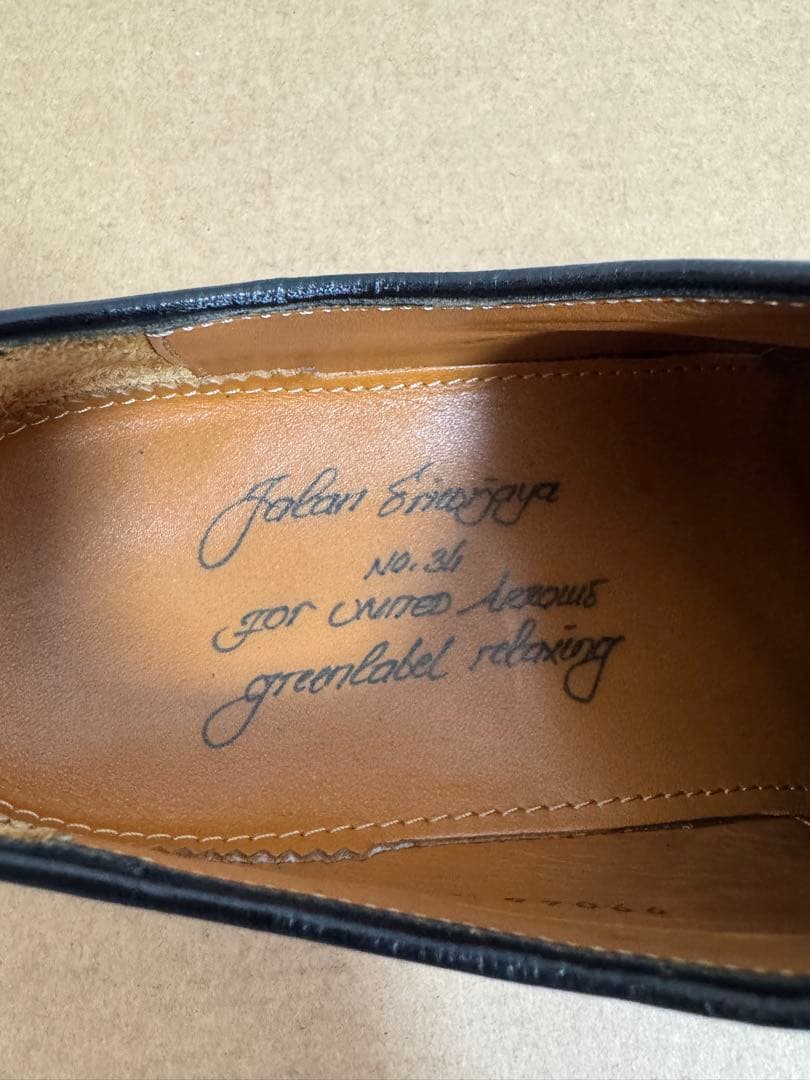 Jalan Sriwijaya
No. 34
For UNITED ARROWS
greenlabel relaxing